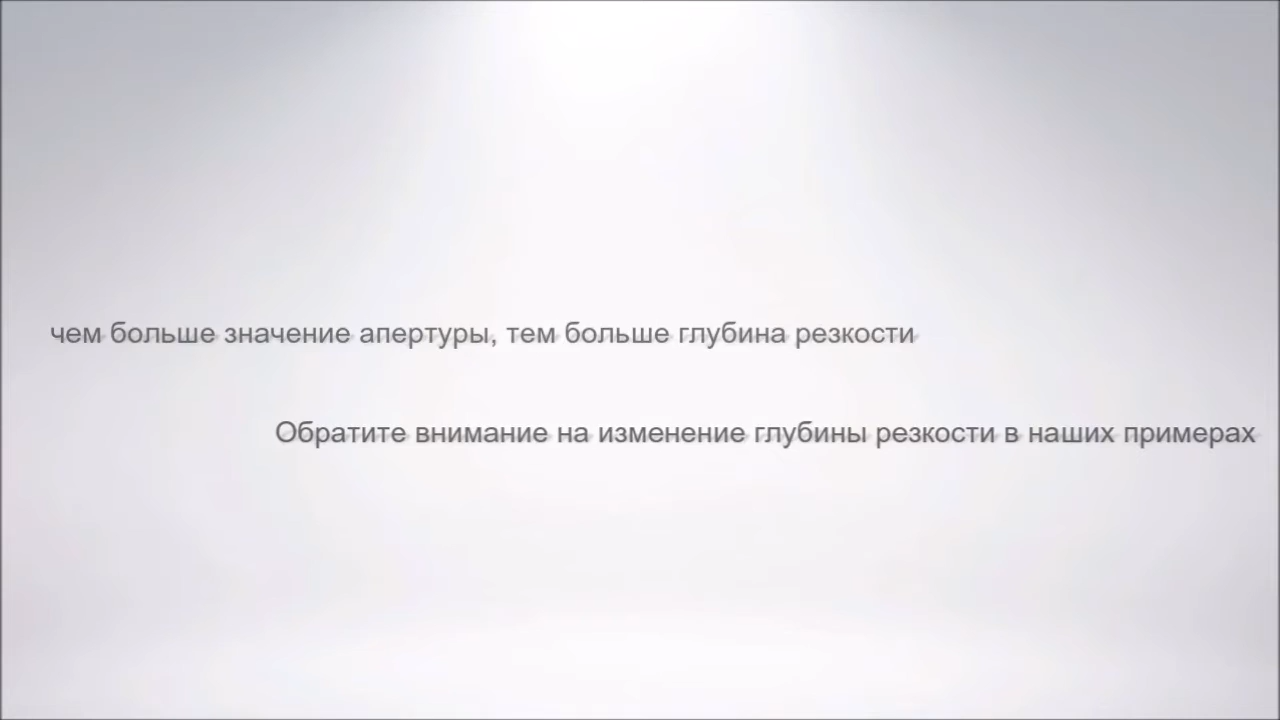 чем больше значение апертуры, тем больше глубина резкости
Обратите внимание на изменение глубины резкости в наших примерах